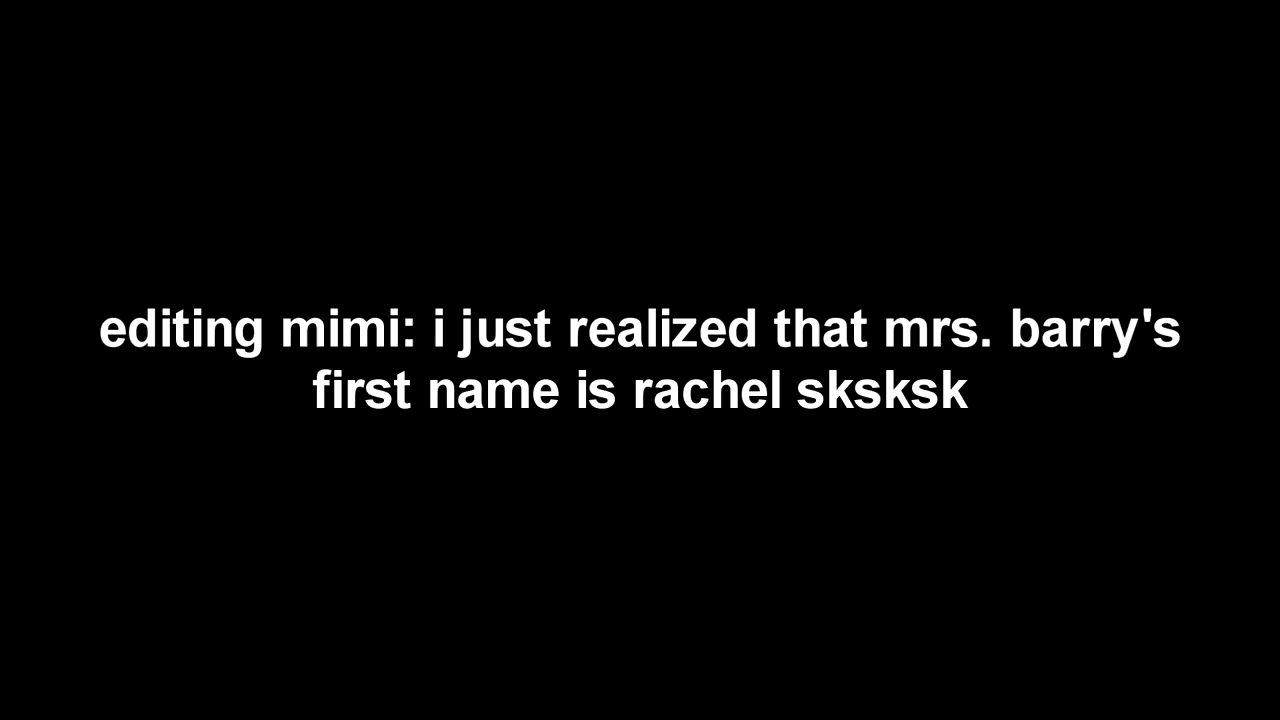 editing mimi: i just realized that mrs. barry's
first name is rachel sksksk